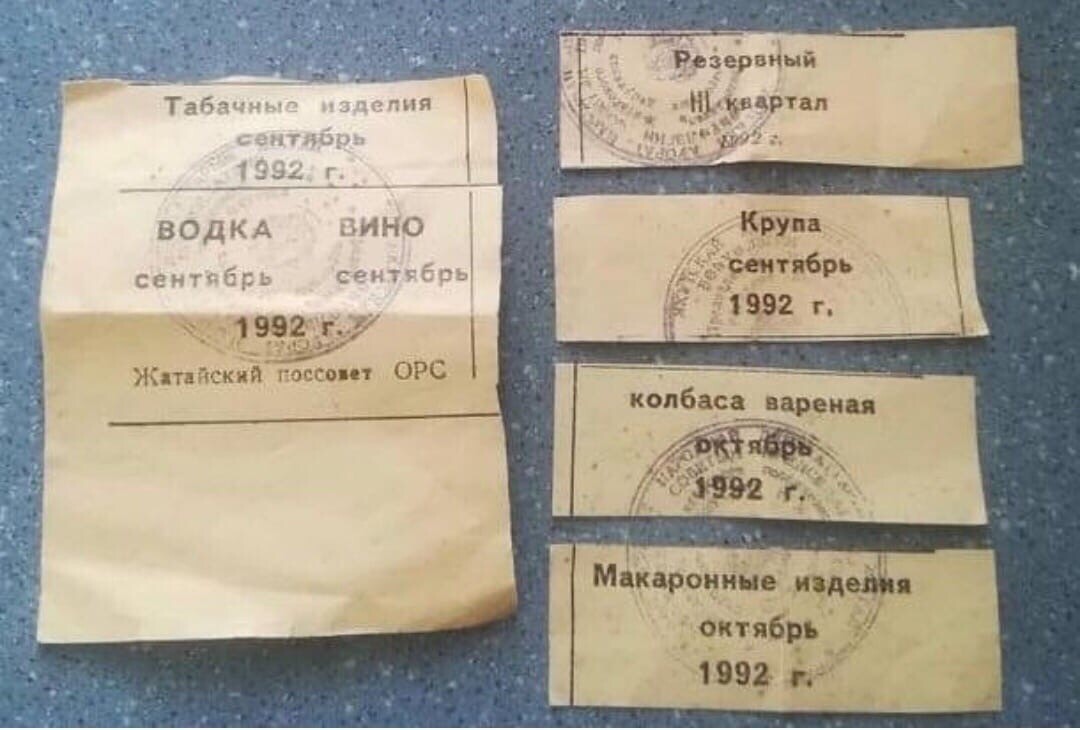 Табачные изделия
сентябрь
1992 г.
ВОДКА ВИНО
сентябрь сентябрь
1992 г.
Жатайский поссовет ОРС
Резервный
III квартал
1992 г.
Крупа
сентябрь
1992 г.
колбаса вареная
октябрь
1992 г.
Макаронные изделия
октябрь
1992 г.